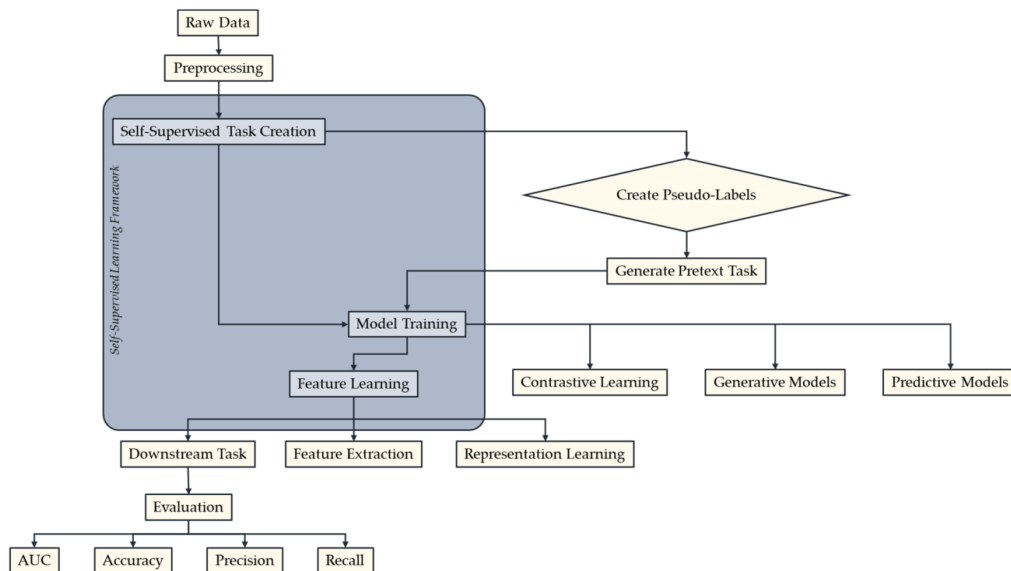 Raw Data
Preprocessing
Self-Supervised Task Creation
Self-Supervised Learning Framework
Create Pseudo-Labels
Generate Pretext Task
Model Training
Feature Learning
Contrastive Learning
Generative Models
Predictive Models
Downstream Task
Feature Extraction
Representation Learning
Evaluation
AUC
Accuracy
Precision
Recall